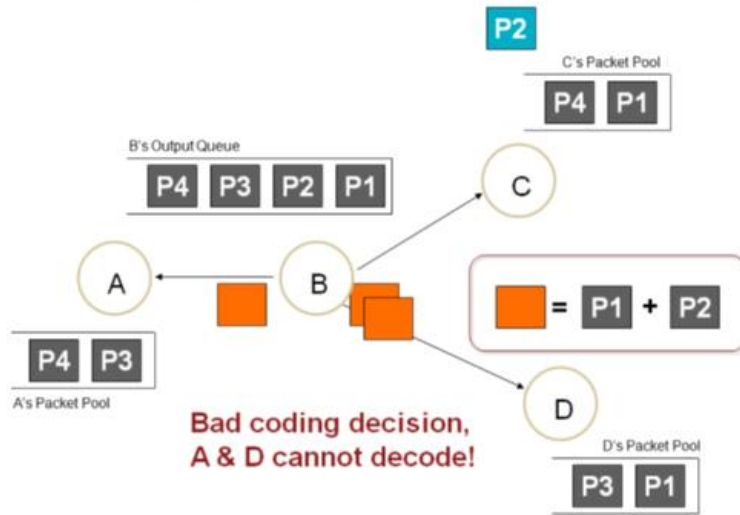 P2
C's Packet Pool
P4 P1
B's Output Queue
P4 P3 P2 P1
C
A
B
= P1 + P2
P4 P3
A's Packet Pool
D
Bad coding decision,
A & D cannot decode!
D's Packet Pool
P3 P1